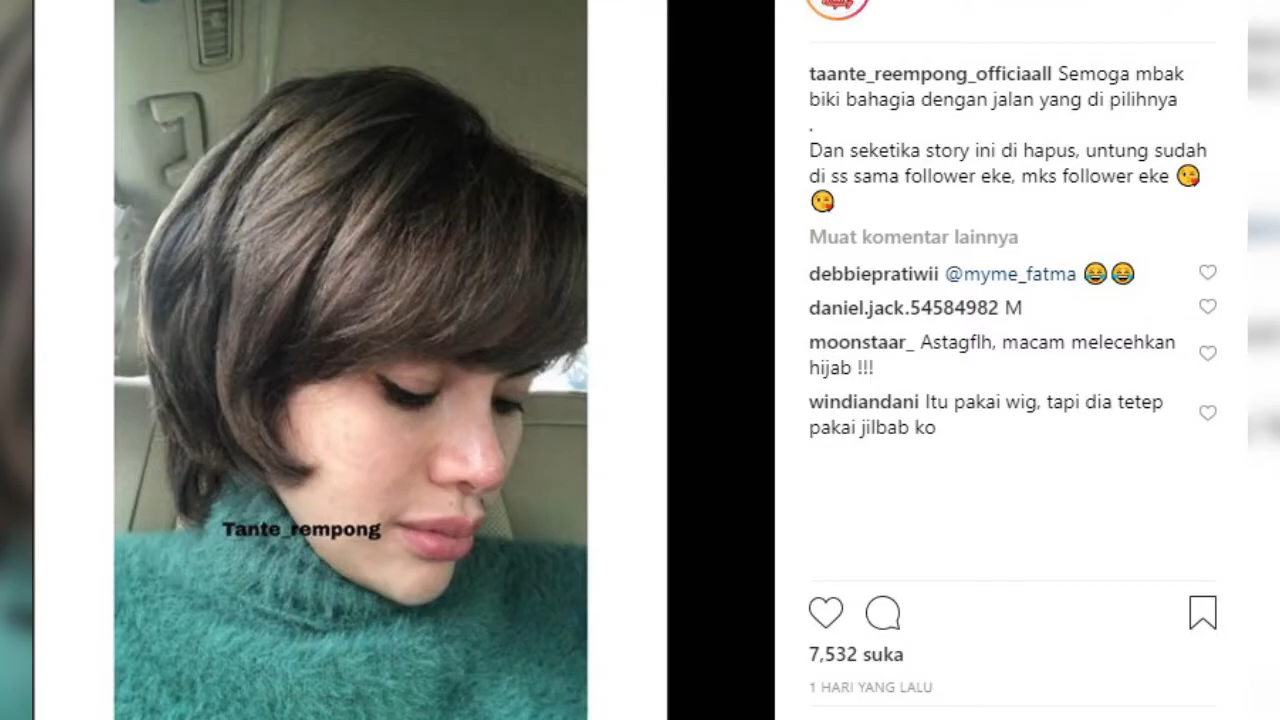 Tante_rempong
taante_reempong_officiaall Semoga mbak
biki bahagia dengan jalan yang di pilihnya
.
Dan seketika story ini di hapus, untung sudah
di ss sama follower eke, mks follower eke 😘
😘
Muat komentar lainnya
debbiepratiwii @myme_fatma 😂😂
daniel.jack.54584982 M
moonstaar_ Astagflh, macam melecehkan
hijab !!!
windiandani Itu pakai wig, tapi dia tetep
pakai jilbab ko
7,532 suka
1 HARI YANG LALU